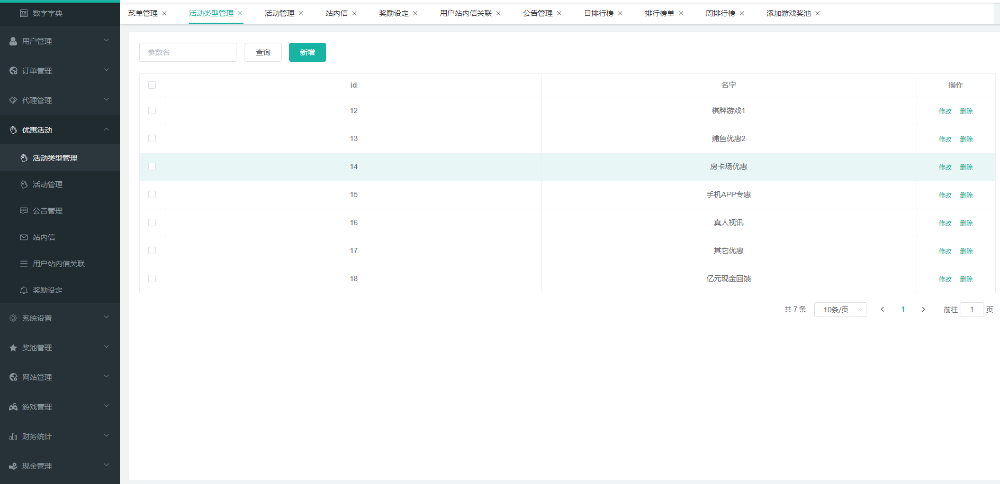 数字字典
用户管理
订单管理
代理管理
优惠活动
活动类型管理
活动管理
公告管理
站内信
用户站内信关联
奖励设定
系统设置
奖池管理
网站管理
游戏管理
财务统计
现金管理
菜单管理 活动类型管理 活动管理 站内信 奖励设定 用户站内信关联 公告管理 日排行榜 排行榜单 周排行榜 添加游戏奖池
参数名 查询 新增
id 名字 操作
12 棋牌游戏1 修改 删除
13 捕鱼优惠2 修改 删除
14 房卡场优惠 修改 删除
15 手机APP专惠 修改 删除
16 真人视讯 修改 删除
17 其它优惠 修改 删除
18 亿元现金回馈 修改 删除
共 7 条 10条/页 1 前往 1 页